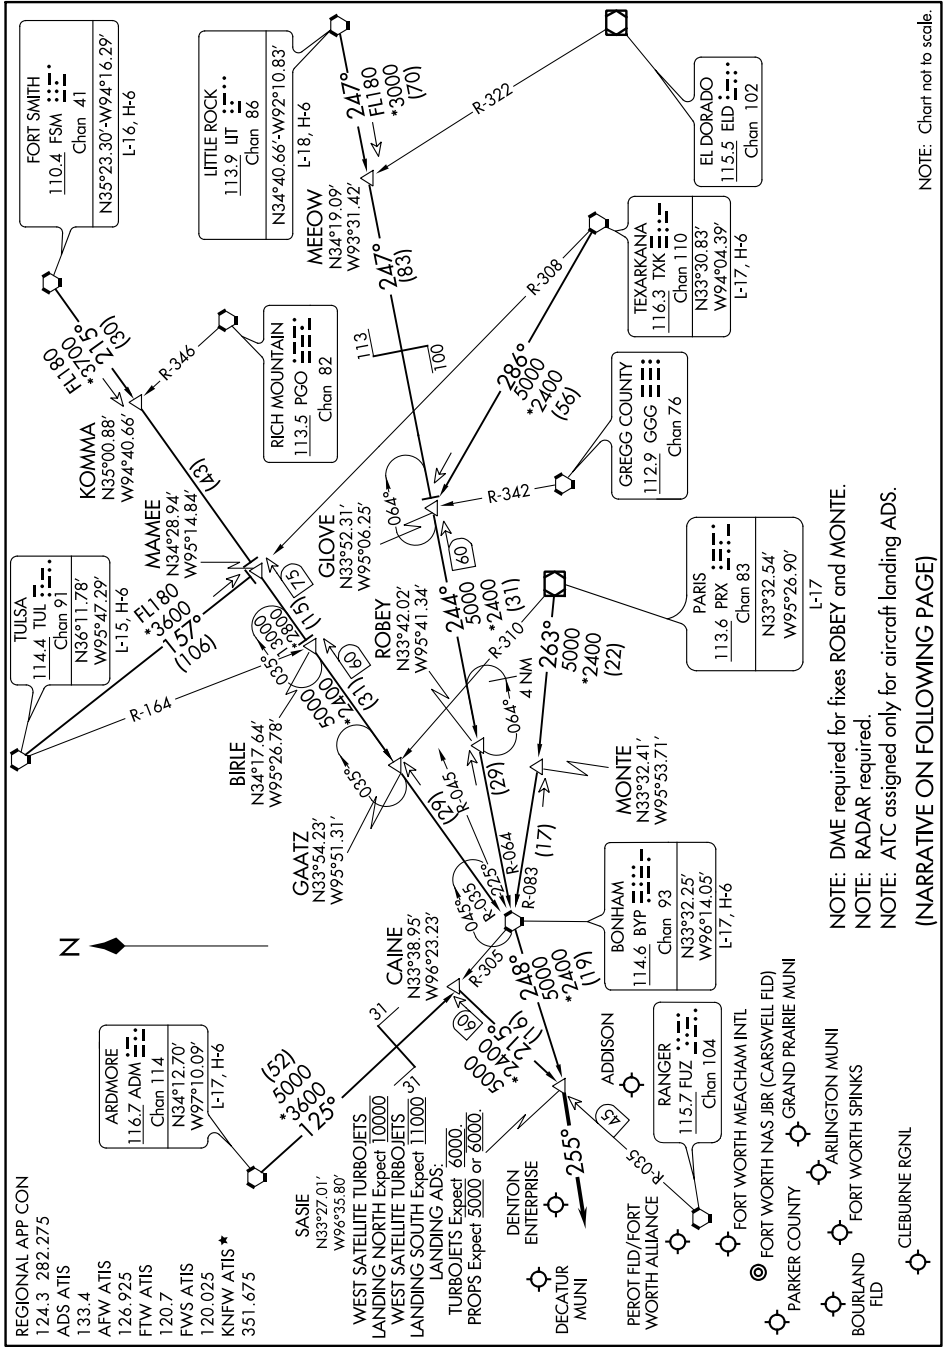 REGIONAL APP CON
124.3 282.275
ADS ATIS
133.4
AFW ATIS
126.925
FTW ATIS
120.7
FWS ATIS
120.025
KNFW ATIS★
351.675
N
ARDMORE
116.7 ADM
Chan 114
N34°12.70′
W97°10.09′
L-17, H-6
TULSA
114.4 TUL
Chan 91
N36°11.78′
W95°47.29′
L-15, H-6
FORT SMITH
110.4 FSM
Chan 41
N35°23.30′-W94°16.29′
L-16, H-6
LITTLE ROCK
113.9 LIT
Chan 86
N34°40.66′-W92°10.83′
L-18, H-6
RICH MOUNTAIN
113.5 PGO
Chan 82
EL DORADO
115.5 ELD
Chan 102
TEXARKANA
116.3 TXK
Chan 110
N33°30.83′
W94°04.39′
L-17, H-6
GREGG COUNTY
112.9 GGG
Chan 76
PARIS
113.6 PRX
Chan 83
N33°32.54′
W95°26.90′
L-17
BONHAM
114.6 BYP
Chan 93
N33°32.25′
W96°14.05′
L-17, H-6
RANGER
115.7 FUZ
Chan 104
KOMMA
N35°00.88′
W94°40.66′
MAMEE
N34°28.94′
W95°14.84′
BIRLE
N34°17.64′
W95°26.78′
GAATZ
N33°54.23′
W95°51.31′
CAINE
N33°38.95′
W96°23.23′
MEEOW
N34°19.09′
W93°31.42′
GLOVE
N33°52.31′
W95°06.25′
ROBEY
N33°42.02′
W95°41.34′
MONTE
N33°32.41′
W95°53.71′
SASIE
N33°27.01′
W96°35.80′
FL180
*3700
215°
(30)
R-346
(43)
FL180
*3600
157°
(106)
R-164
13000
*2800
(15)
75
035°
5000
*2400
(31)
60
035°
(29)
R-035
R-045
225°
045°
247°
FL180
*3000
(70)
R-322
247°
(83)
113
100
R-308
286°
5000
*2400
(56)
R-342
064°
60
244°
5000
*2400
(31)
R-310
4 NM
064°
(29)
R-064
263°
5000
*2400
(22)
(17)
R-083
R-305
248°
5000
*2400
(19)
60
215°
5000
*2400
(16)
31
31
(52)
5000
*3600
125°
255°
45
R-035
WEST SATELLITE TURBOJETS
LANDING NORTH Expect 10000
WEST SATELLITE TURBOJETS
LANDING SOUTH Expect 11000
LANDING ADS:
TURBOJETS Expect 6000.
PROPS Expect 5000 or 6000.
ADDISON
DENTON
ENTERPRISE
DECATUR
MUNI
PEROT FLD/FORT
WORTH ALLIANCE
FORT WORTH MEACHAM INTL
FORT WORTH NAS JBR (CARSWELL FLD)
GRAND PRAIRIE MUNI
PARKER COUNTY
ARLINGTON MUNI
FORT WORTH SPINKS
BOURLAND
FLD
CLEBURNE RGNL
NOTE: DME required for fixes ROBEY and MONTE.
NOTE: RADAR required.
NOTE: ATC assigned only for aircraft landing ADS.
(NARRATIVE ON FOLLOWING PAGE)
NOTE: Chart not to scale.